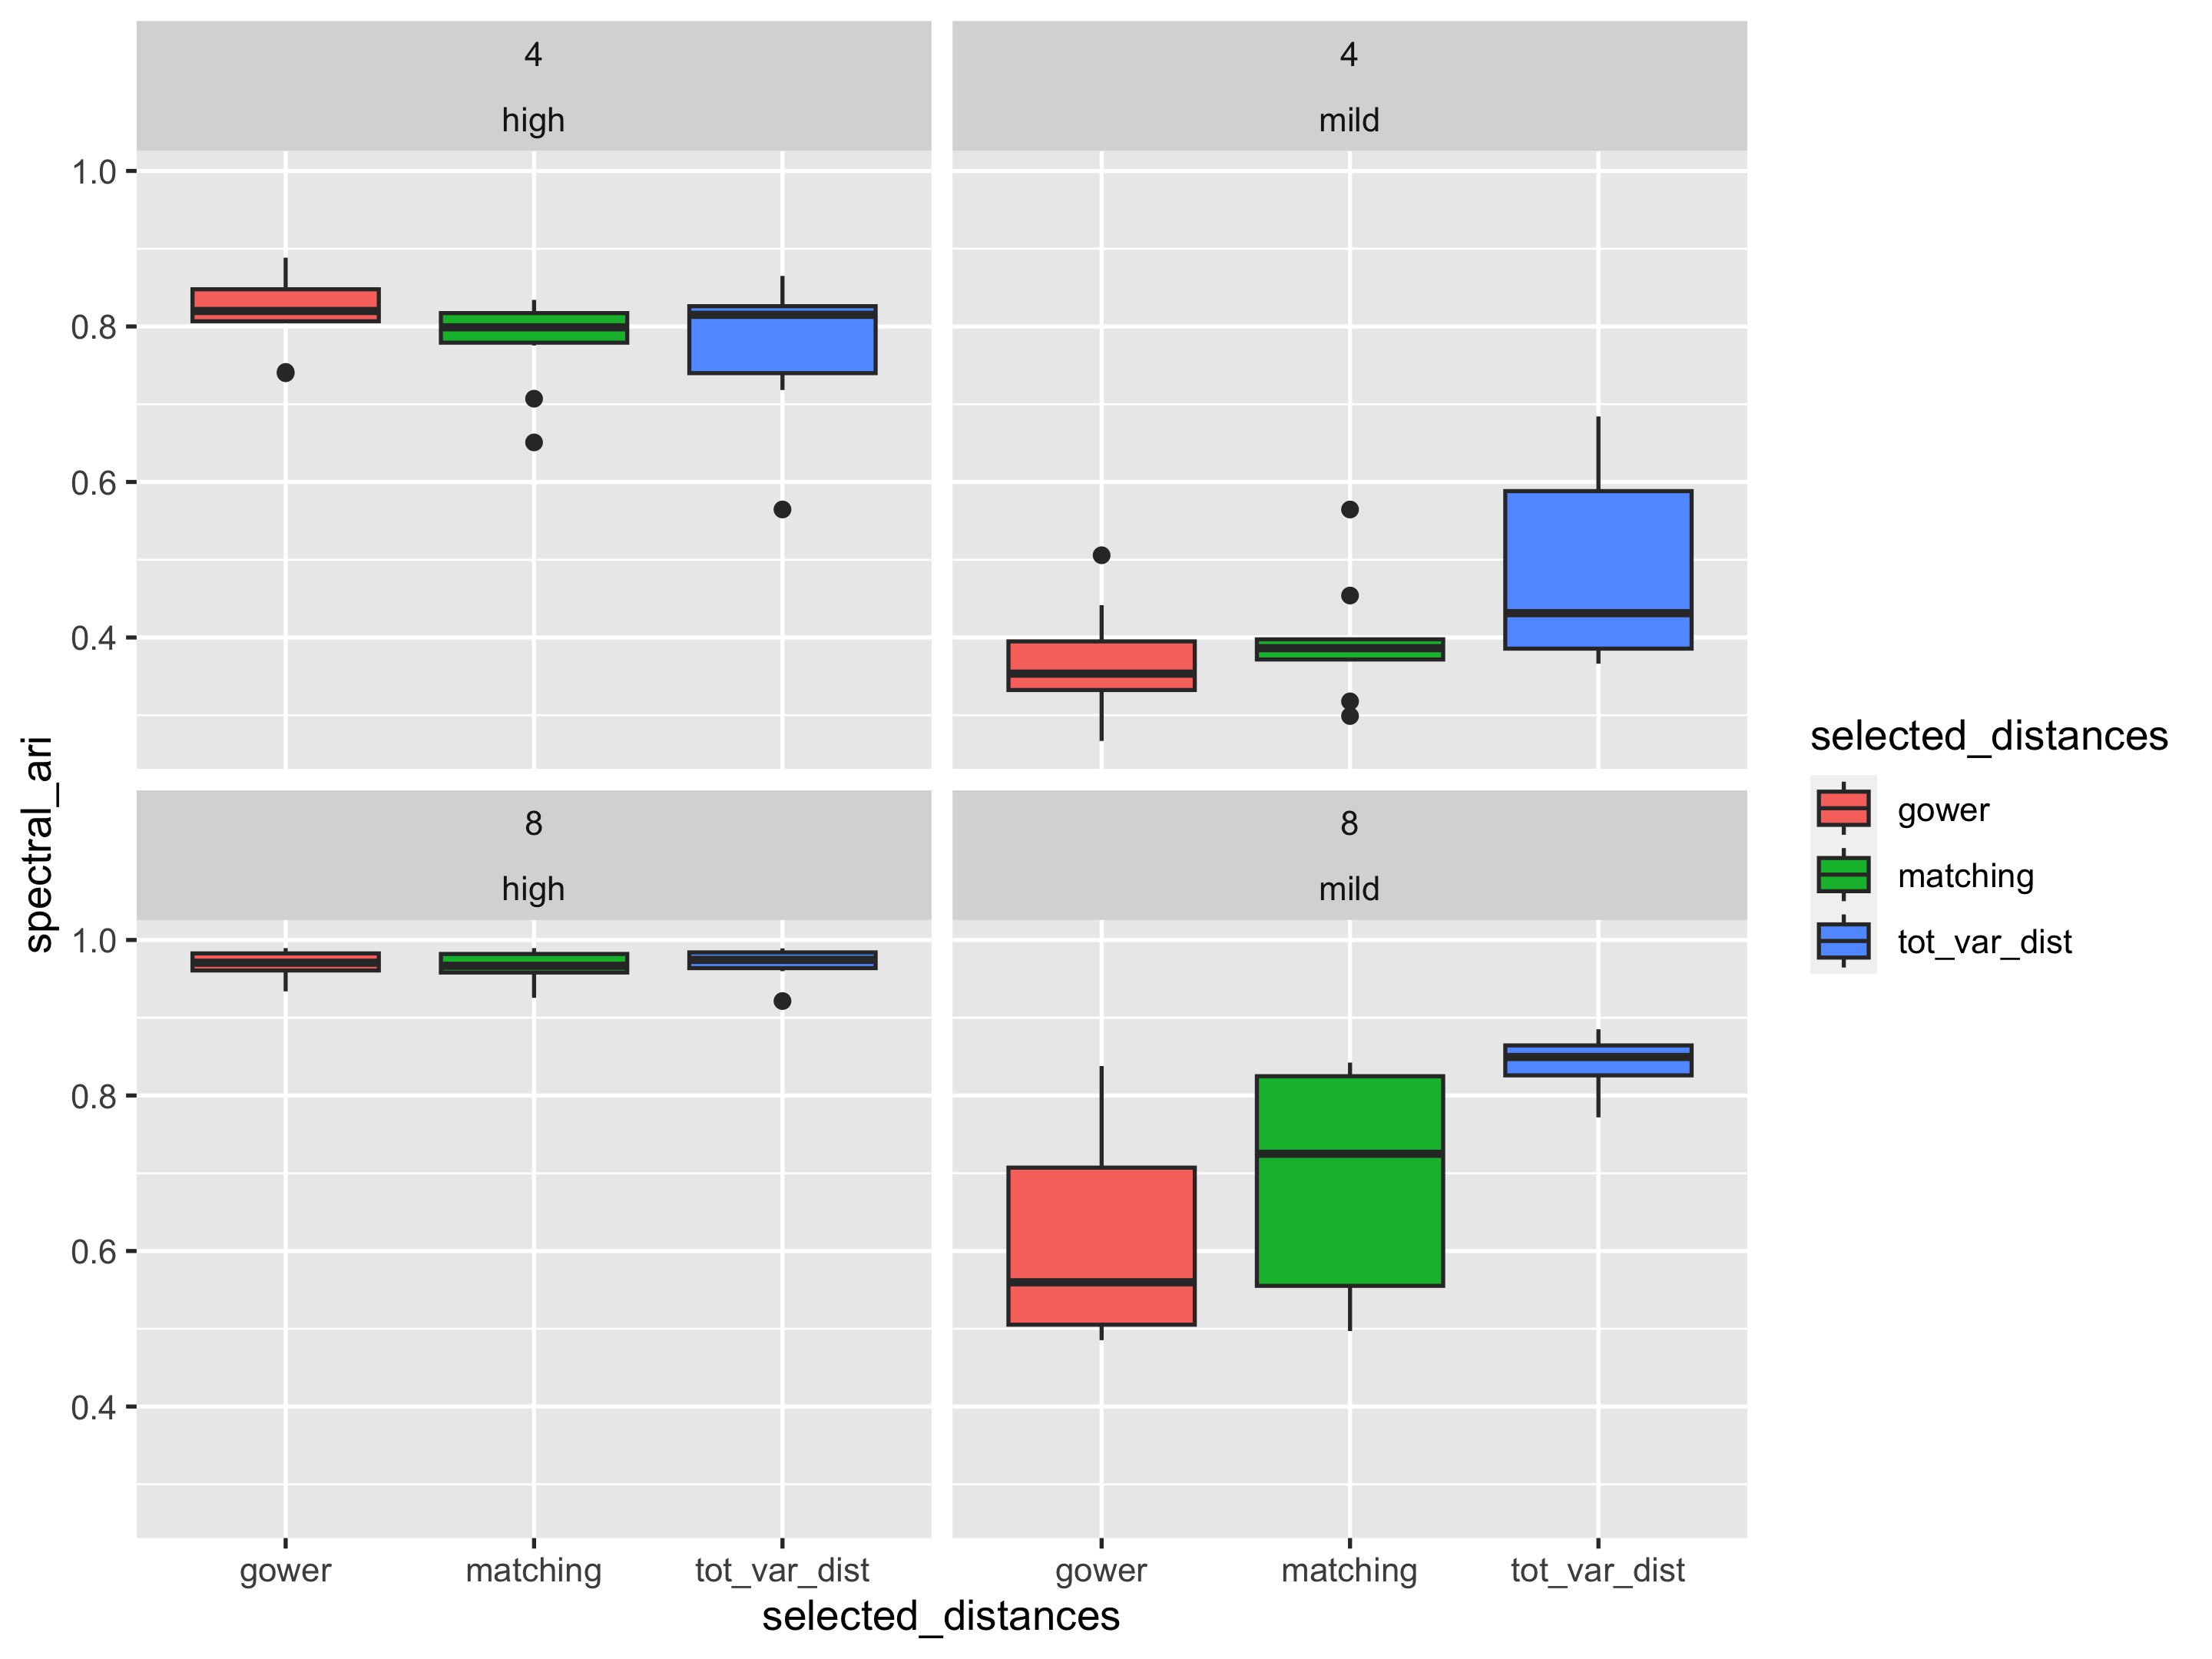 4
high
4
mild
1.0
0.8
0.6
0.4
8
high
8
mild
1.0
0.8
0.6
0.4
gower
matching
tot_var_dist
gower
matching
tot_var_dist
selected_distances
spectral_ari
selected_distances
gower
matching
tot_var_dist